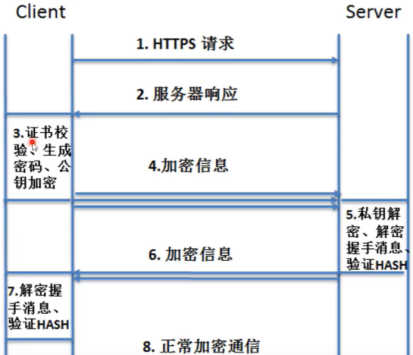 Client
Server
1. HTTPS 请求
2. 服务器响应
3.证书校
验、生成
密码、公
钥加密
4.加密信息
5.私钥解
密、解密
握手消息、
验证HASH
6. 加密信息
7.解密握
手消息、
验证HASH
8. 正常加密通信